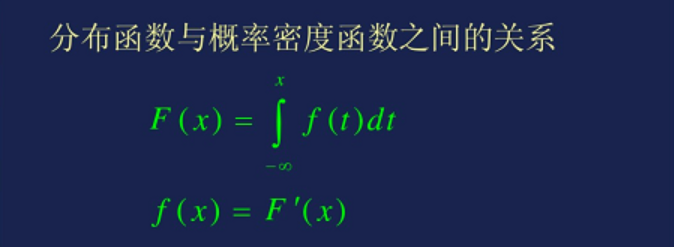 分布函数与概率密度函数之间的关系
F(x) = ∫_{-∞}^{x} f(t)dt
f(x) = F'(x)